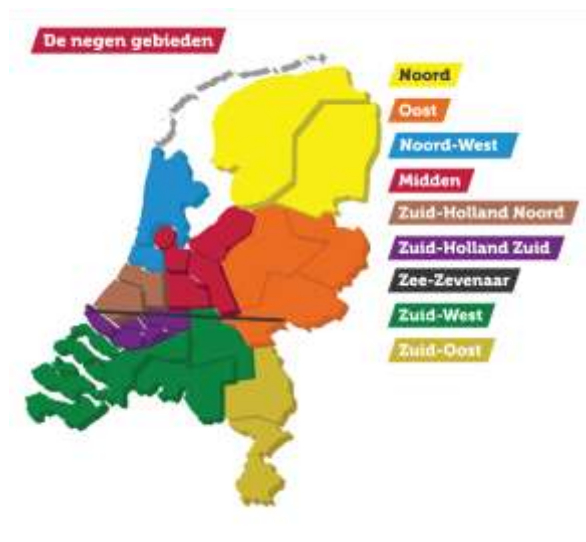 De negen gebieden
Noord
Oost
Noord-West
Midden
Zuid-Holland Noord
Zuid-Holland Zuid
Zee-Zevenaar
Zuid-West
Zuid-Oost